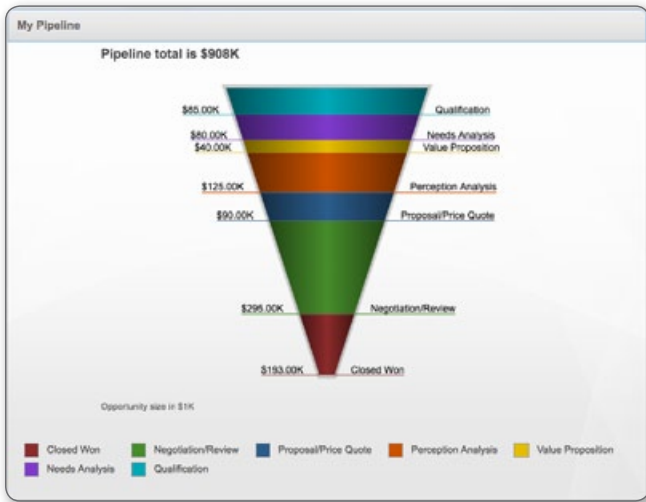 My Pipeline
Pipeline total is $908K
$85.00K Qualification
$80.00K Needs Analysis
$40.00K Value Proposition
$125.00K Perception Analysis
$90.00K Proposal/Price Quote
$295.00K Negotiation/Review
$193.00K Closed Won
Opportunity size in $1K
Closed Won Negotiation/Review Proposal/Price Quote Perception Analysis Value Proposition
Needs Analysis Qualification